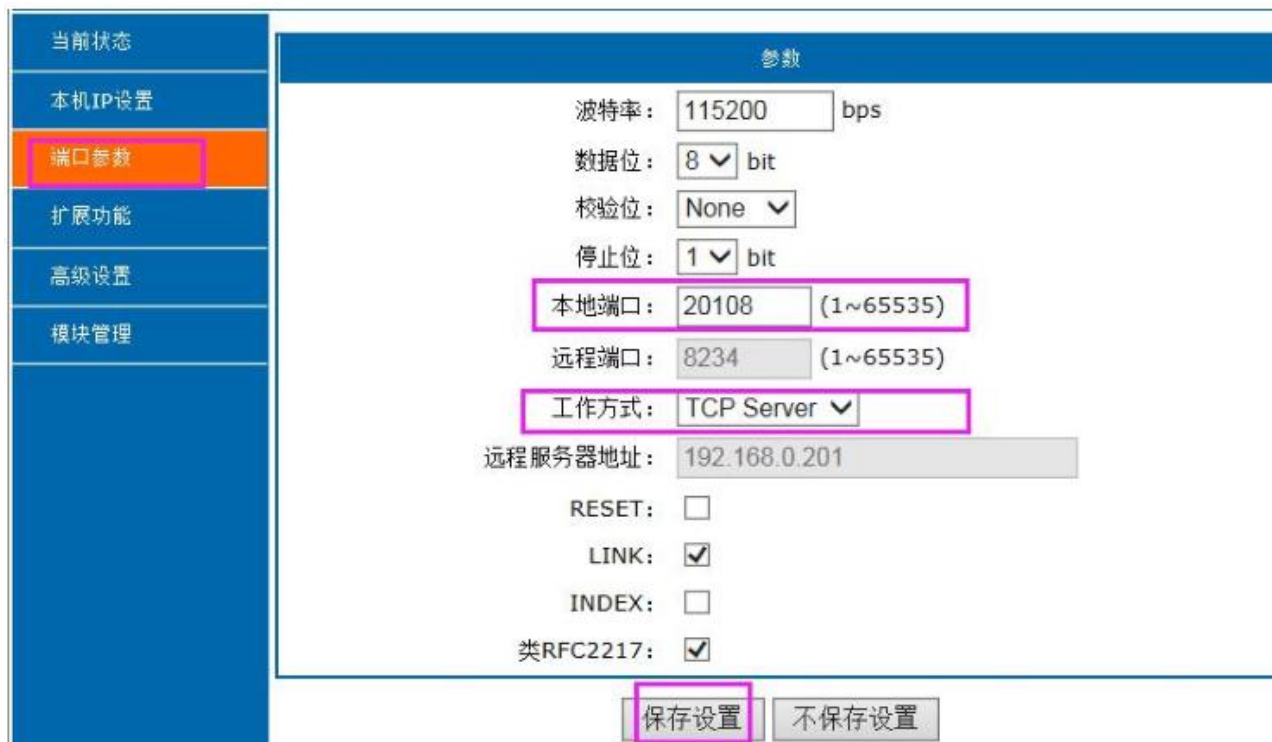 当前状态
本机IP设置
端口参数
扩展功能
高级设置
模块管理
参数
波特率： 115200 bps
数据位： 8 bit
校验位： None
停止位： 1 bit
本地端口： 20108 (1~65535)
远程端口： 8234 (1~65535)
工作方式： TCP Server
远程服务器地址： 192.168.0.201
RESET：
LINK：
INDEX：
类RFC2217：
保存设置 不保存设置